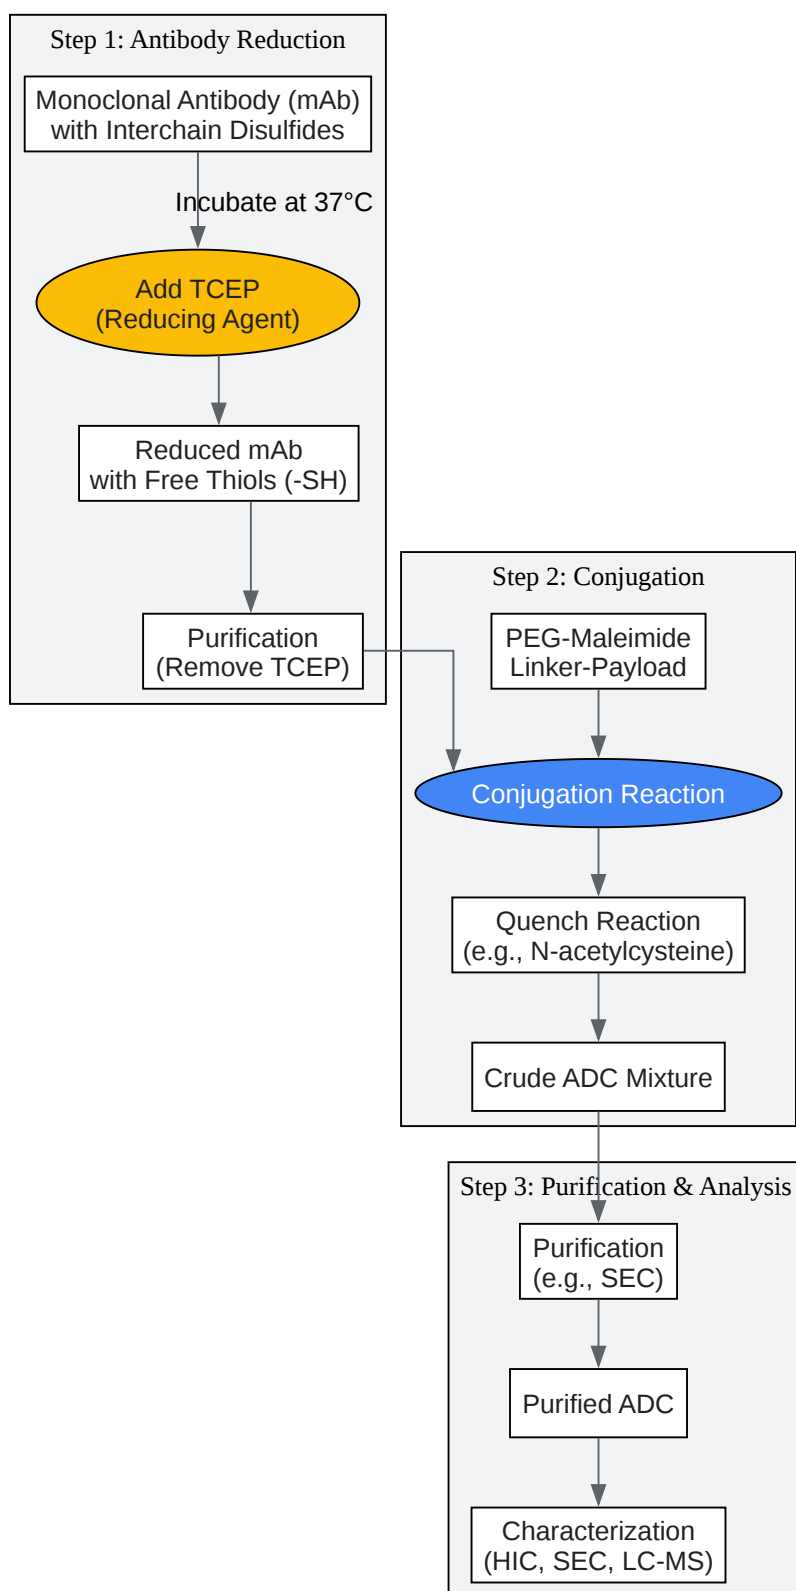 Step 1: Antibody Reduction
Monoclonal Antibody (mAb)
with Interchain Disulfides
Incubate at 37°C
Add TCEP
(Reducing Agent)
Reduced mAb
with Free Thiols (-SH)
Purification
(Remove TCEP)
Step 2: Conjugation
PEG-Maleimide
Linker-Payload
Conjugation Reaction
Quench Reaction
(e.g., N-acetylcysteine)
Crude ADC Mixture
Step 3: Purification & Analysis
Purification
(e.g., SEC)
Purified ADC
Characterization
(HIC, SEC, LC-MS)